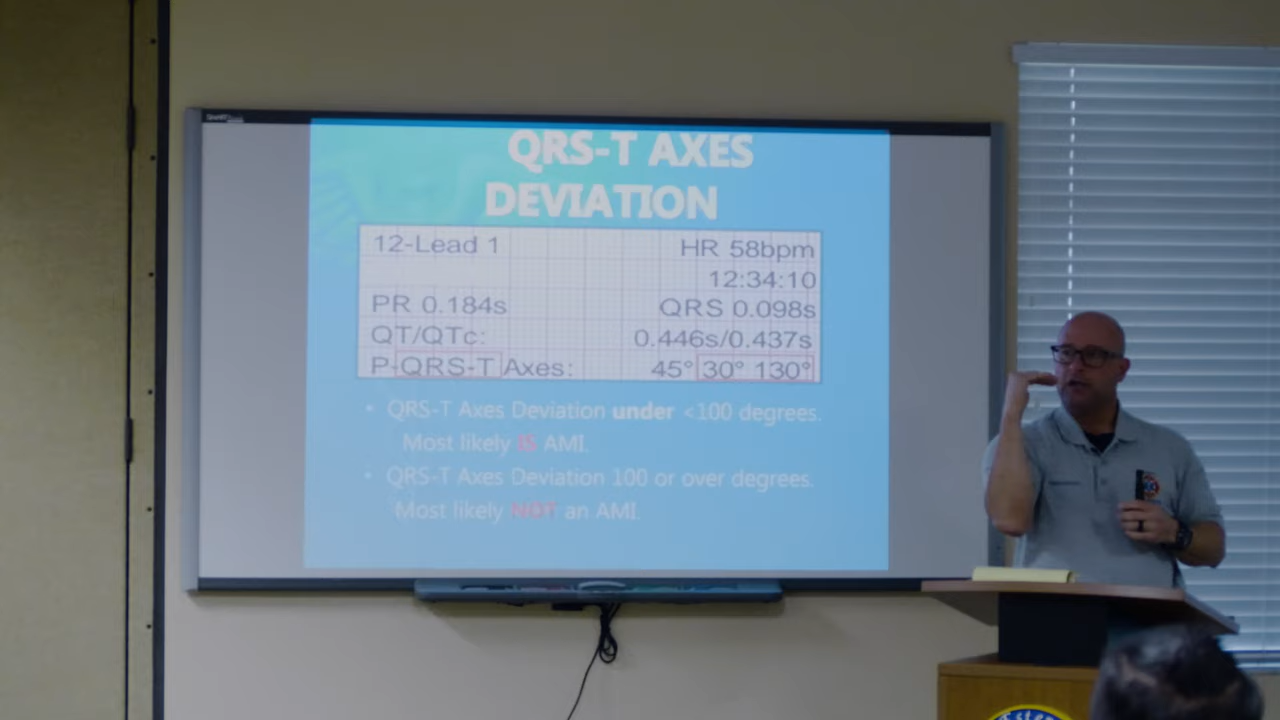 QRS-T AXES
DEVIATION
12-Lead 1 HR 58bpm
12:34:10
PR 0.184s QRS 0.098s
QT/QTc: 0.446s/0.437s
P-QRS-T Axes: 45° 30° 130°
• QRS-T Axes Deviation under <100 degrees.
Most likely IS AMI.
• QRS-T Axes Deviation 100 or over degrees.
Most likely NOT an AMI.